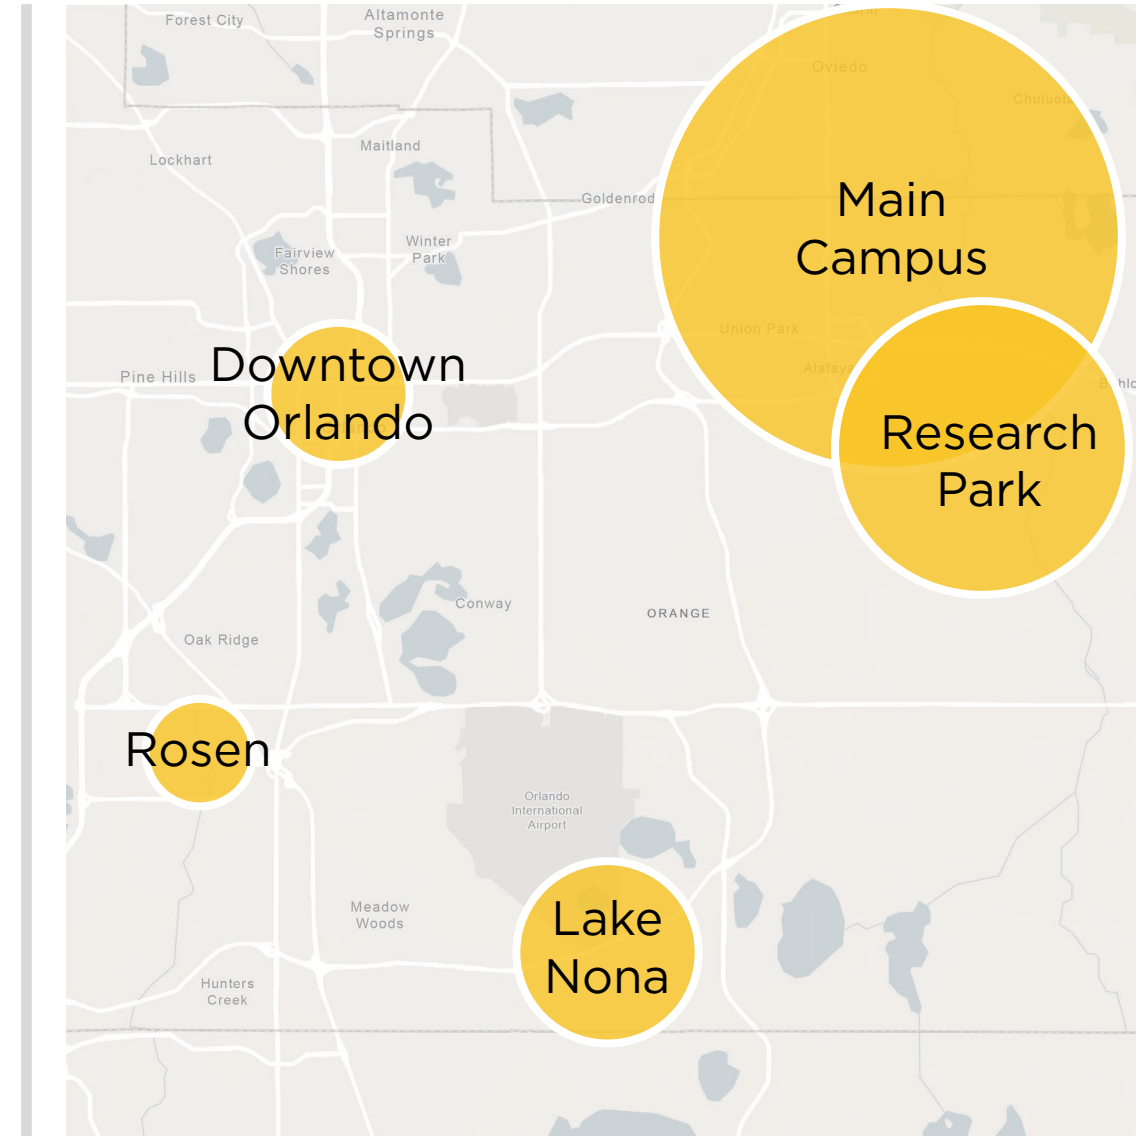 Forest City
Altamonte
Springs
Oviedo
Chuluota
Maitland
Lockhart
Main
Campus
Goldenrod
Winter
Park
Fairview
Shores
Union Park
Downtown
Orlando
Pine Hills
Alafaya
Research
Park
Conway
ORANGE
Oak Ridge
Rosen
Orlando
International
Airport
Meadow
Woods
Lake
Nona
Hunters
Creek